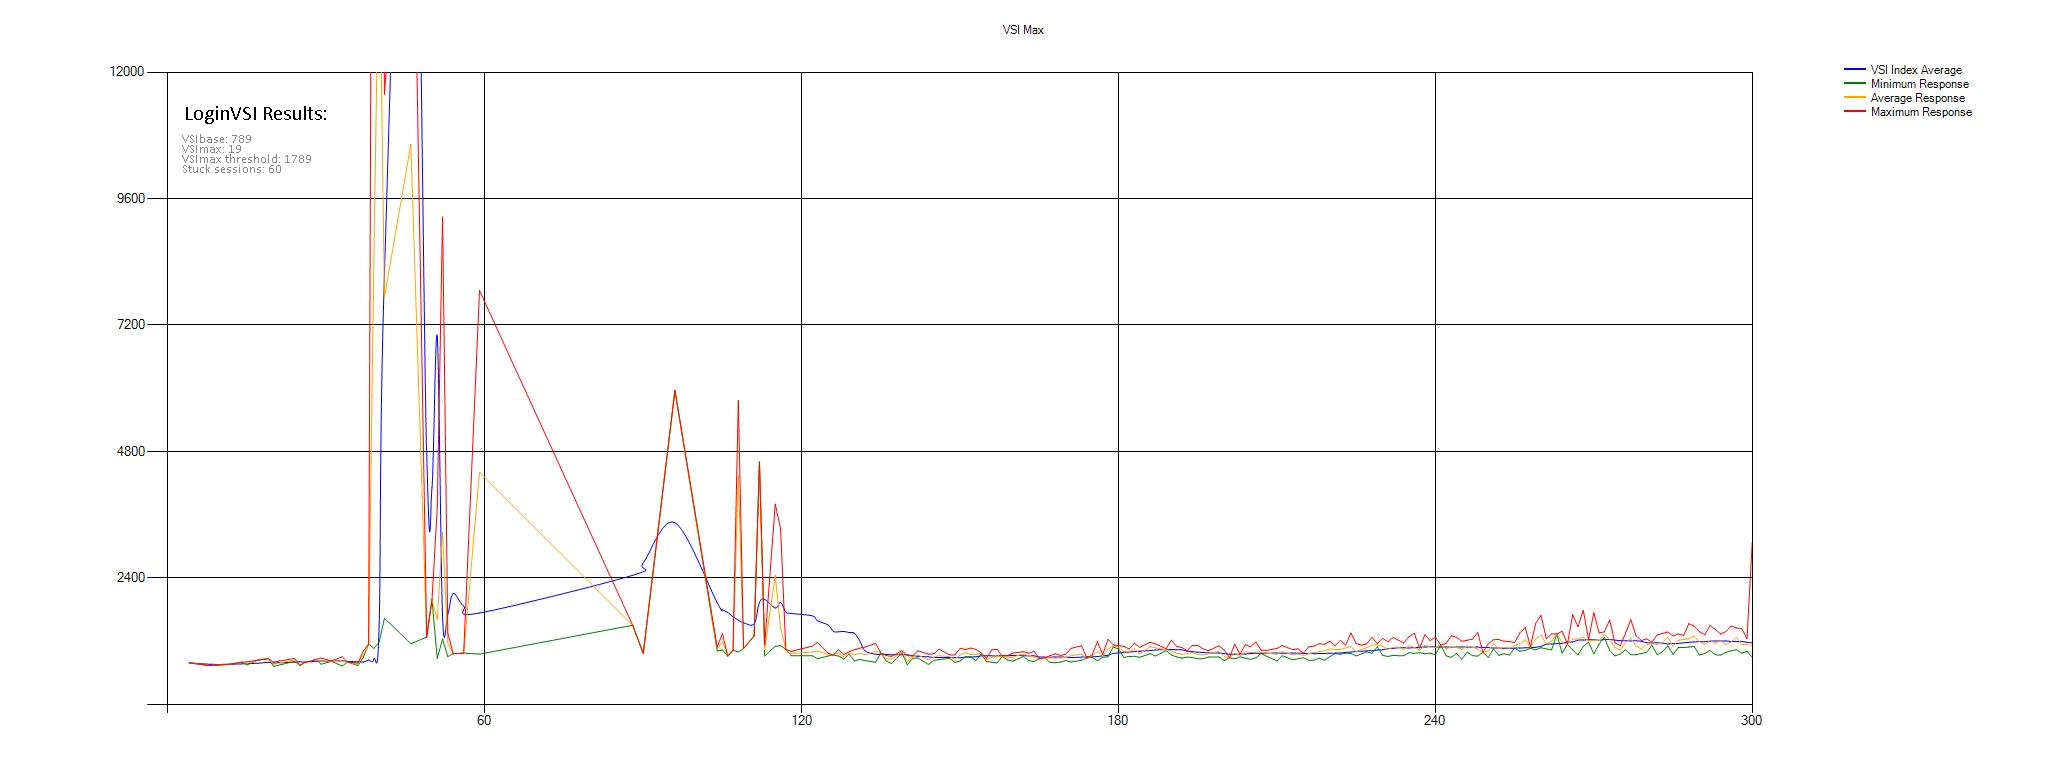 VSI Max
12000
9600
7200
4800
2400
LoginVSI Results:
VSIbase: 789
VSImax: 19
VSImax threshold: 1789
Stuck sessions: 60
VSI Index Average
Minimum Response
Average Response
Maximum Response
60
120
180
240
300